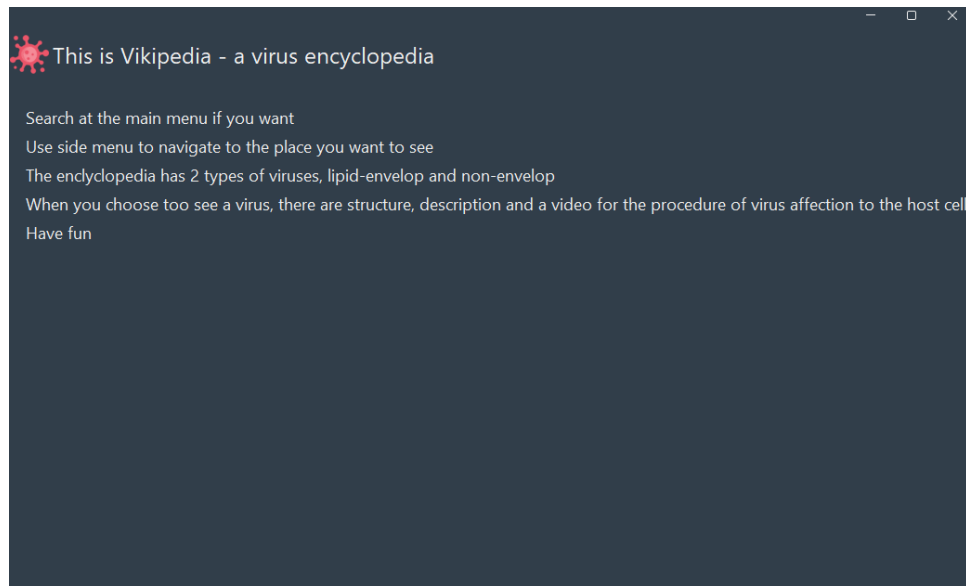 This is Vikipedia - a virus encyclopedia
Search at the main menu if you want
Use side menu to navigate to the place you want to see
The enclyclopedia has 2 types of viruses, lipid-envelop and non-envelop
When you choose too see a virus, there are structure, description and a video for the procedure of virus affection to the host cell
Have fun